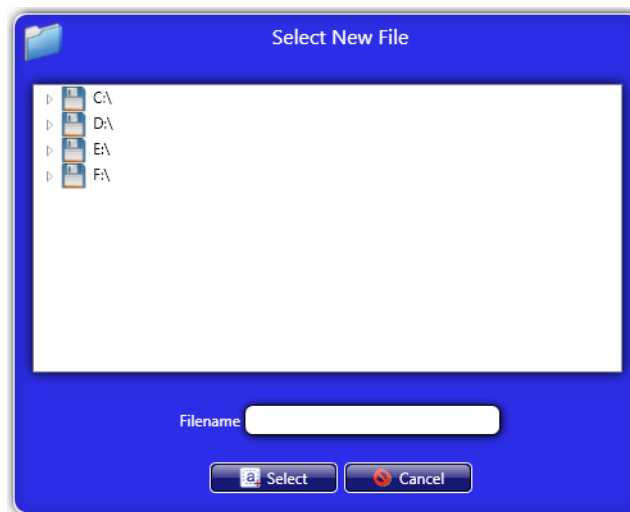 Select New File
C:\
D:\
E:\
F:\
Filename
Select
Cancel